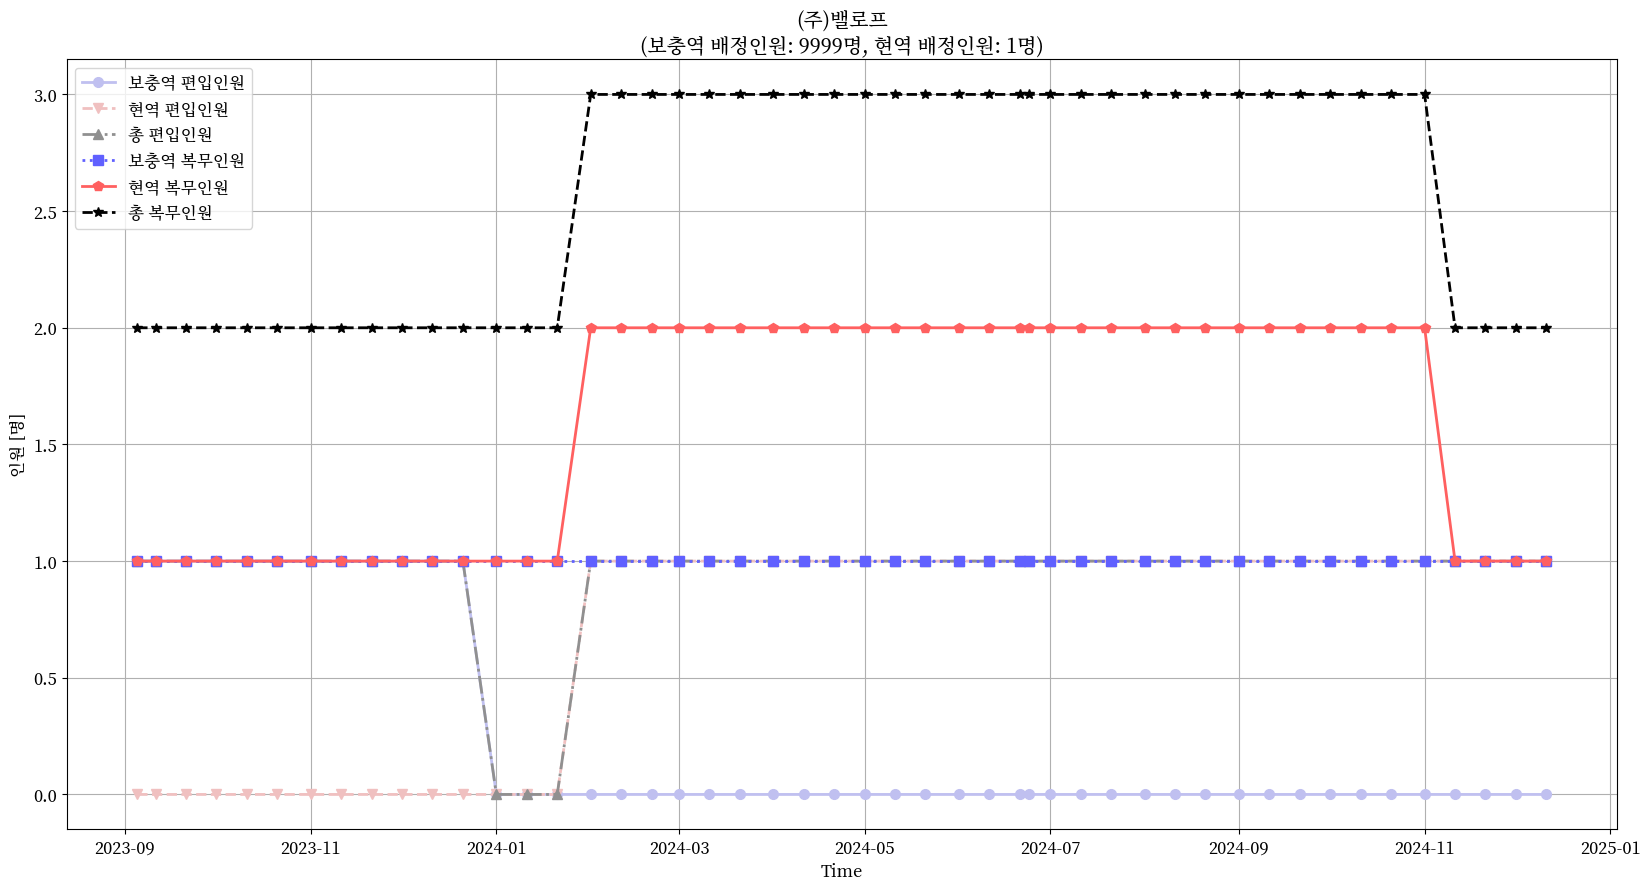 (주)밸로프
(보충역 배정인원: 9999명, 현역 배정인원: 1명)
보충역 편입인원
현역 편입인원
총 편입인원
보충역 복무인원
현역 복무인원
총 복무인원
인원 [명]
3.0
2.5
2.0
1.5
1.0
0.5
0.0
2023-09
2023-11
2024-01
2024-03
2024-05
2024-07
2024-09
2024-11
2025-01
Time